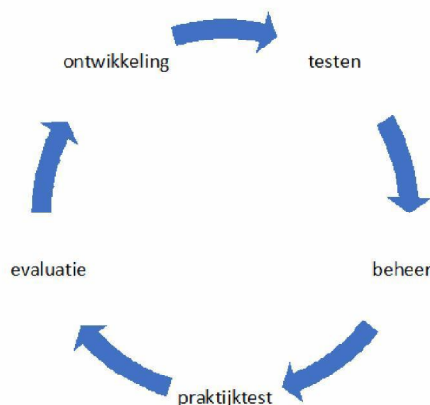 ontwikkeling
testen
beheer
praktijktest
evaluatie